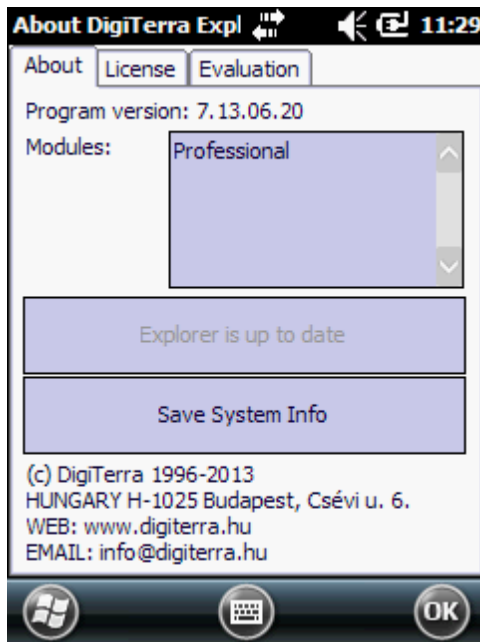 About DigiTerra Expl 11:29
About License Evaluation
Program version: 7.13.06.20
Modules: Professional
Explorer is up to date
Save System Info
(c) DigiTerra 1996-2013
HUNGARY H-1025 Budapest, Csévi u. 6.
WEB: www.digiterra.hu
EMAIL: info@digiterra.hu
OK